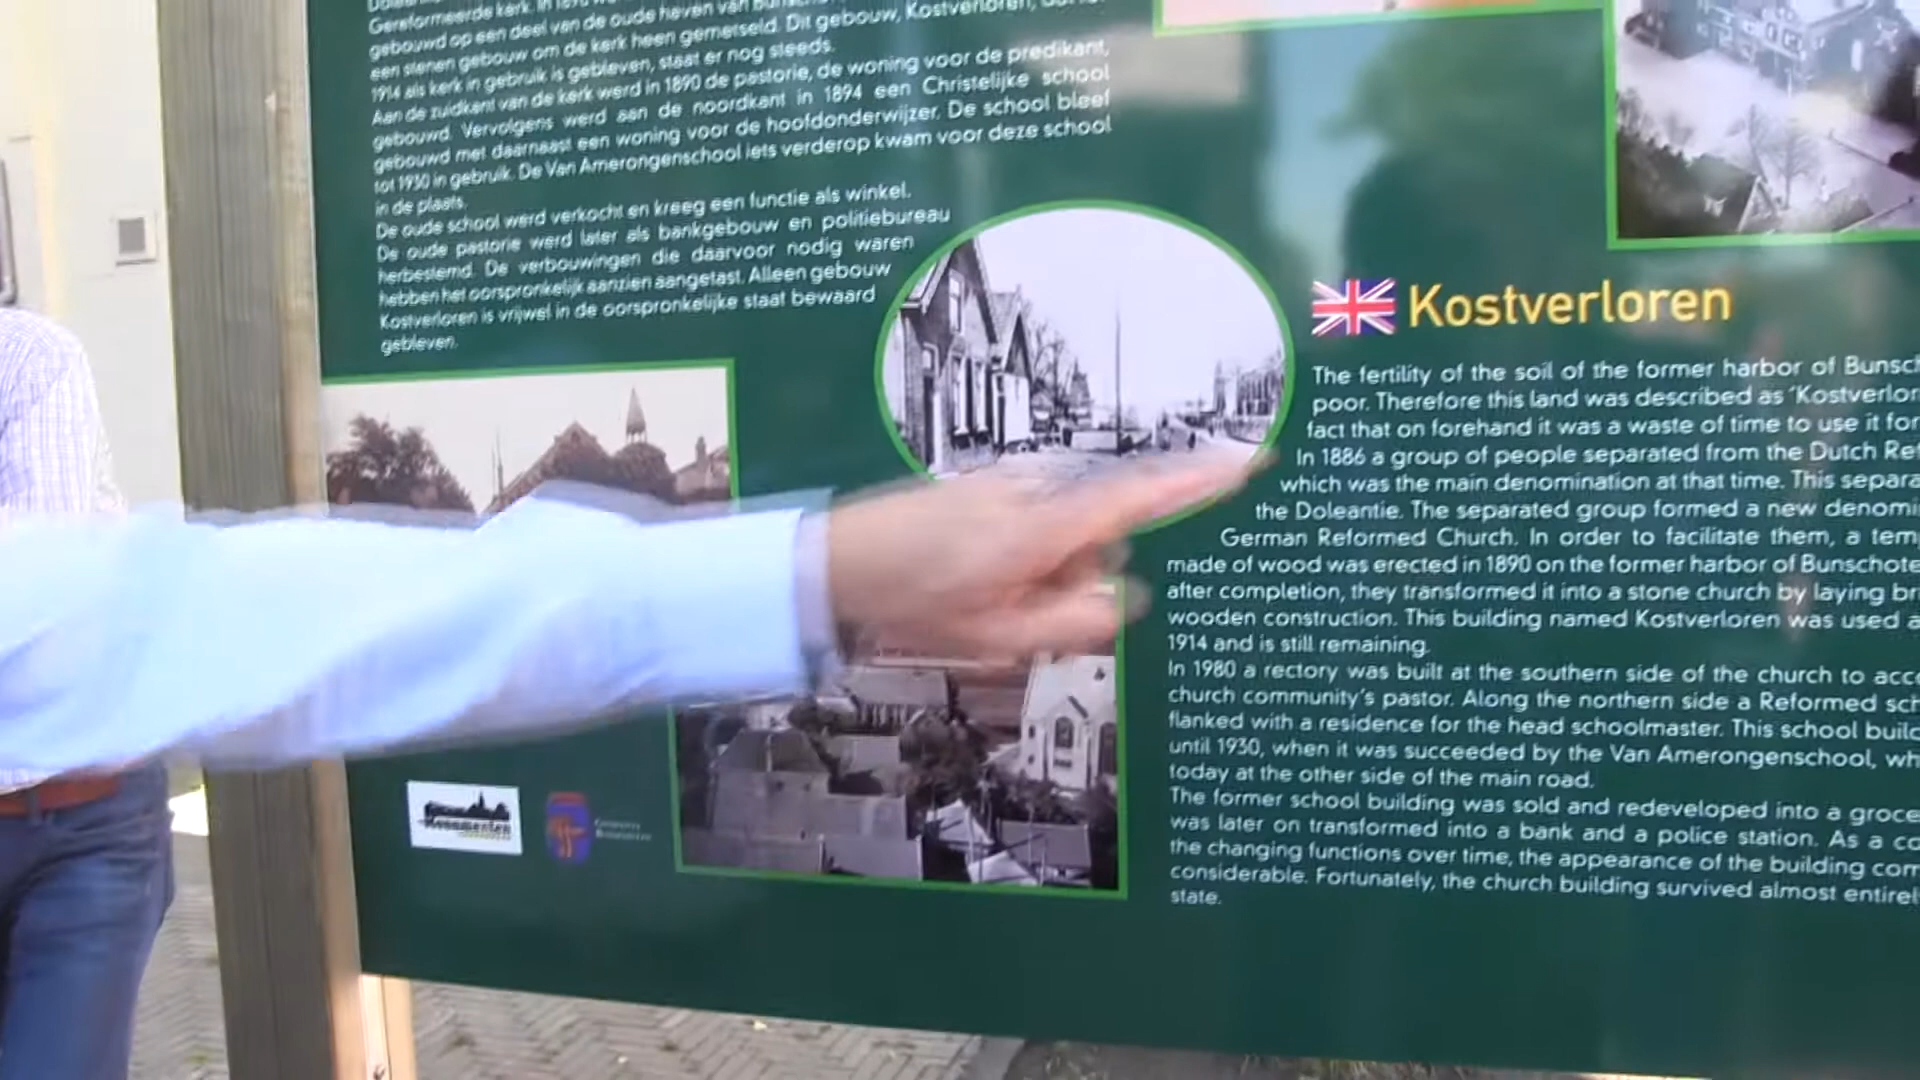 Gereformeerde kerk. In
gebouwd op een deel van de oude haven van
een stenen gebouw om de kerk heen gemetseld. Dit gebouw, Kostverloren,
1914 als kerk in gebruik is gebleven, staat er nog steeds.
Aan de zuidkant van de kerk werd in 1890 de pastorie, de woning voor de predikant,
gebouwd. Vervolgens werd aan de noordkant in 1894 een Christelijke school
gebouwd met daarnaast een woning voor de hoofdonderwijzer. De school bleef
tot 1930 in gebruik. De Van Amerongenschool iets verderop kwam voor deze school
in de plaats.
De oude school werd verkocht en kreeg een functie als winkel.
De oude pastorie werd later als bankgebouw en politiebureau
herbestemd. De verbouwingen die daarvoor nodig waren
hebben het oorspronkelijk aanzien aangetast. Alleen gebouw
Kostverloren is vrijwel in de oorspronkelijke staat bewaard
gebleven.
Kostverloren
The fertility of the soil of the former harbor of Bunsch
poor. Therefore this land was described as 'Kostverlor
fact that on forehand it was a waste of time to use it for
In 1886 a group of people separated from the Dutch Ref
which was the main denomination at that time. This separa
the Doleantie. The separated group formed a new denomi
German Reformed Church. In order to facilitate them, a tem
made of wood was erected in 1890 on the former harbor of Bunschote
after completion, they transformed it into a stone church by laying br
wooden construction. This building named Kostverloren was used a
1914 and is still remaining.
In 1980 a rectory was built at the southern side of the church to acc
church community's pastor. Along the northern side a Reformed sch
flanked with a residence for the head schoolmaster. This school build
until 1930, when it was succeeded by the Van Amerongenschool, wh
today at the other side of the main road.
The former school building was sold and redeveloped into a groce
was later on transformed into a bank and a police station. As a co
the changing functions over time, the appearance of the building
considerable. Fortunately, the church building survived almost entirel
state.
Monumenten